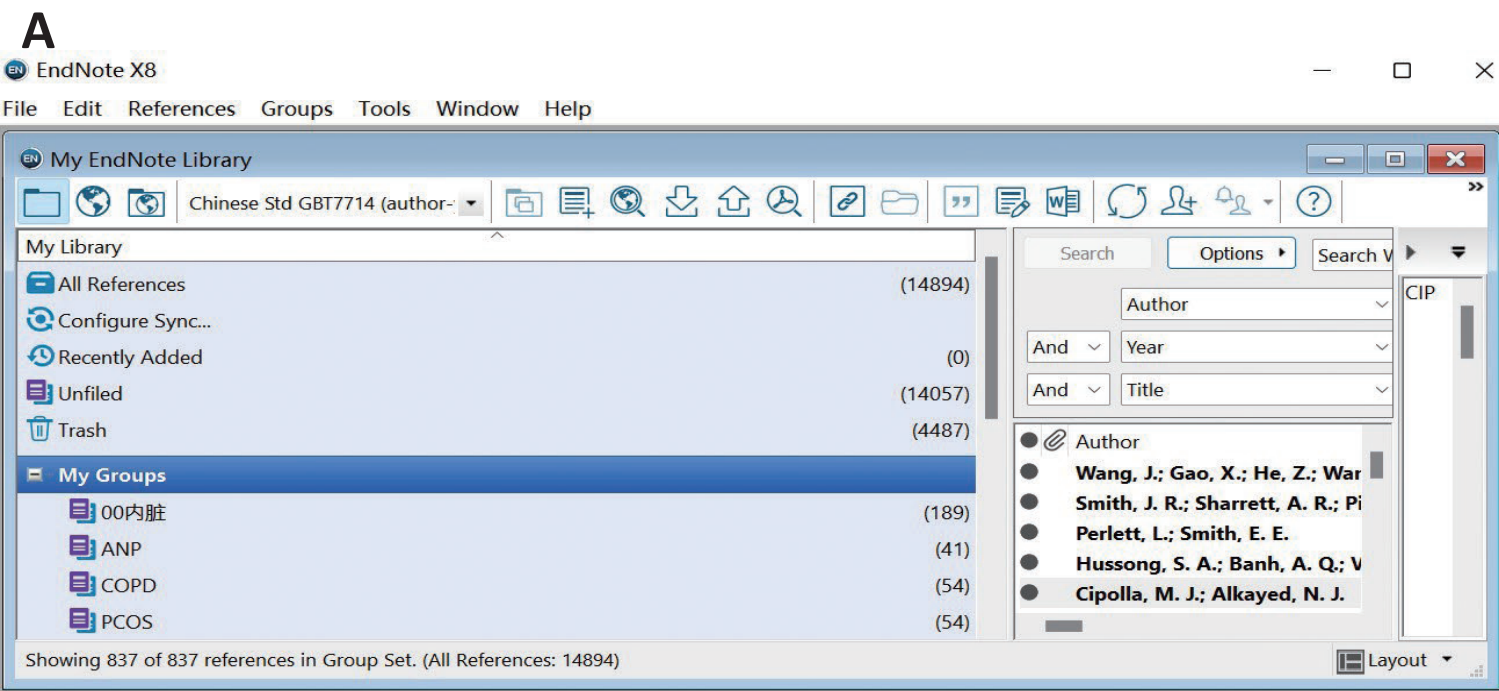 A
EndNote X8
File Edit References Groups Tools Window Help
My EndNote Library
Chinese Std GBT7714 (author-
My Library
All References (14894)
Configure Sync...
Recently Added (0)
Unfiled (14057)
Trash (4487)
My Groups
00内脏 (189)
ANP (41)
COPD (54)
PCOS (54)
Search Options Search W
Author
And Year
And Title
Author
Wang, J.; Gao, X.; He, Z.; War
Smith, J. R.; Sharrett, A. R.; Pi
Perlett, L.; Smith, E. E.
Hussong, S. A.; Banh, A. Q.; V
Cipolla, M. J.; Alkayed, N. J.
CIP
Showing 837 of 837 references in Group Set. (All References: 14894)
Layout